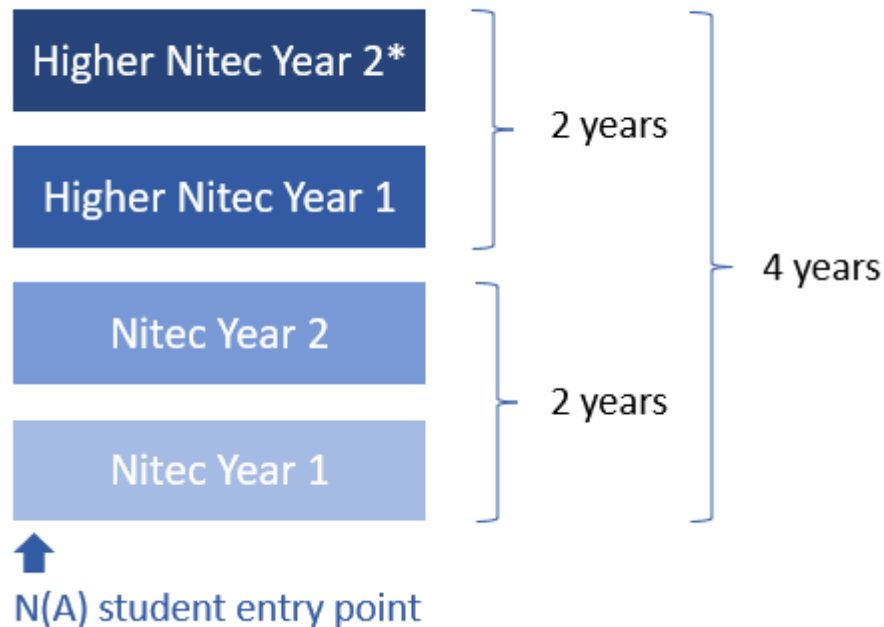 Higher Nitec Year 2*
2 years
Higher Nitec Year 1
4 years
Nitec Year 2
2 years
Nitec Year 1
N(A) student entry point